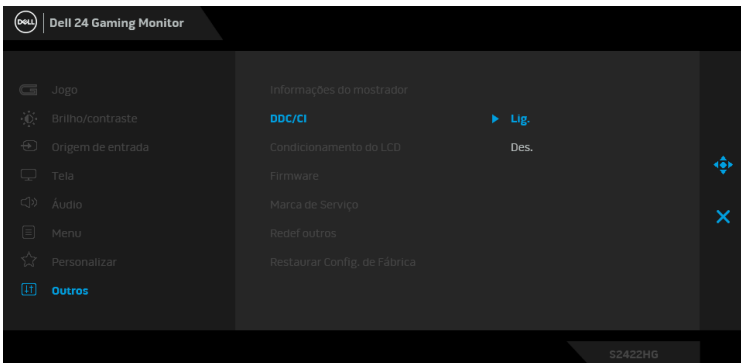 DELL
Dell 24 Gaming Monitor
Jogo
Brilho/contraste
Origem de entrada
Tela
Áudio
Menu
Personalizar
Outros
Informações do mostrador
DDC/CI
Lig.
Condicionamento do LCD
Des.
Firmware
Marca de Serviço
Redef outros
Restaurar Config. de Fábrica
S2422HG